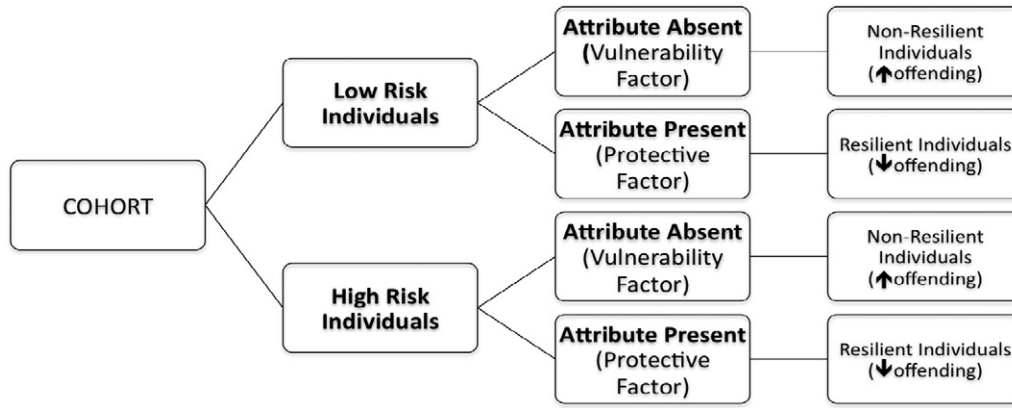 COHORT
Low Risk
Individuals
High Risk
Individuals
Attribute Absent
(Vulnerability
Factor)
Attribute Present
(Protective
Factor)
Attribute Absent
(Vulnerability
Factor)
Attribute Present
(Protective
Factor)
Non-Resilient
Individuals
(↑offending)
Resilient Individuals
(↓offending)
Non-Resilient
Individuals
(↑offending)
Resilient Individuals
(↓offending)